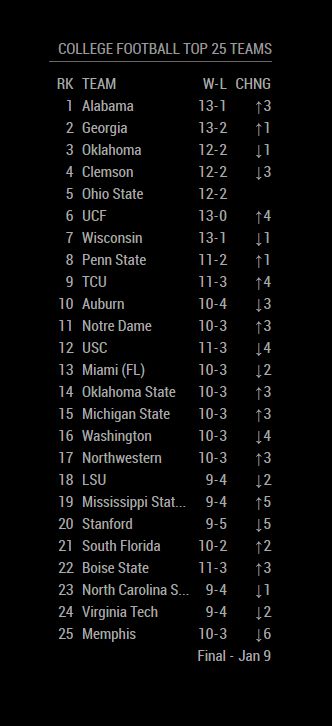 COLLEGE FOOTBALL TOP 25 TEAMS
RK TEAM W-L CHNG
1 Alabama 13-1 ↑3
2 Georgia 13-2 ↑1
3 Oklahoma 12-2 ↓1
4 Clemson 12-2 ↓3
5 Ohio State 12-2
6 UCF 13-0 ↑4
7 Wisconsin 13-1 ↓1
8 Penn State 11-2 ↑1
9 TCU 11-3 ↑4
10 Auburn 10-4 ↓3
11 Notre Dame 10-3 ↑3
12 USC 11-3 ↓4
13 Miami (FL) 10-3 ↓2
14 Oklahoma State 10-3 ↑3
15 Michigan State 10-3 ↑3
16 Washington 10-3 ↓4
17 Northwestern 10-3 ↑3
18 LSU 9-4 ↓2
19 Mississippi Stat... 9-4 ↑5
20 Stanford 9-5 ↓5
21 South Florida 10-2 ↑2
22 Boise State 11-3 ↑3
23 North Carolina S... 9-4 ↓1
24 Virginia Tech 9-4 ↓2
25 Memphis 10-3 ↓6
Final - Jan 9